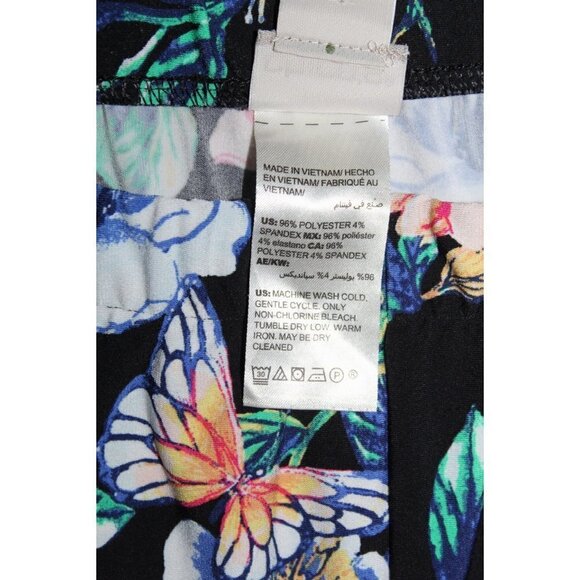 MADE IN VIETNAM/ HECHO
EN VIETNAM/ FABRIQUÉ AU
VIETNAM/
صنع في فيتنام
US: 96% POLYESTER 4%
SPANDEX MX: 96% poliéster
4% elastano CA: 96%
POLYESTER 4% SPANDEX
AE/KW:
96% بوليستر 4% سبانديكس
US: MACHINE WASH COLD,
GENTLE CYCLE. ONLY
NON-CHLORINE BLEACH.
TUMBLE DRY LOW. WARM
IRON. MAY BE DRY
CLEANED
30 P ®